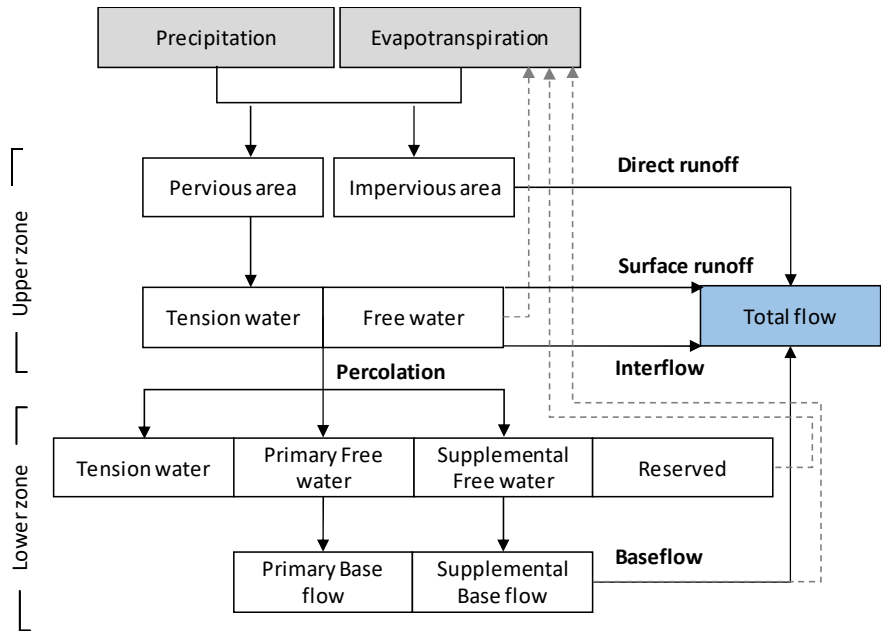 Precipitation
Evapotranspiration
Pervious area
Impervious area
Direct runoff
Upper zone
Surface runoff
Tension water
Free water
Total flow
Percolation
Interflow
Lower zone
Tension water
Primary Free
water
Supplemental
Free water
Reserved
Primary Base
flow
Supplemental
Base flow
Baseflow